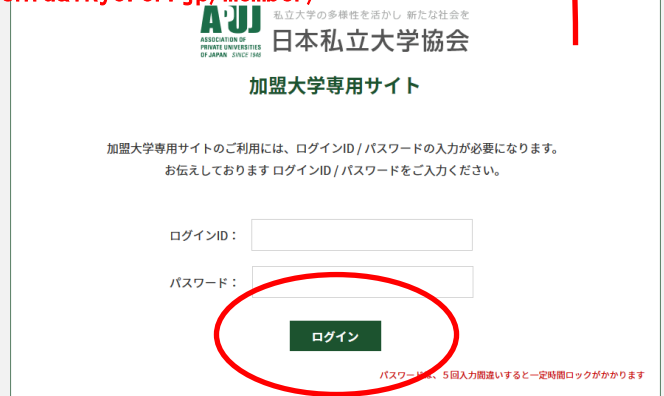 私立大学の多様性を活かし 新たな社会を
APUJ
ASSOCIATION OF
PRIVATE UNIVERSITIES
OF JAPAN SINCE 1946
日本私立大学協会
加盟大学専用サイト
加盟大学専用サイトのご利用には、ログインID / パスワードの入力が必要になります。
お伝えしております ログインID / パスワードをご入力ください。
ログインID：
パスワード：
ログイン
パスワードは、５回入力間違いすると一定時間ロックがかかります